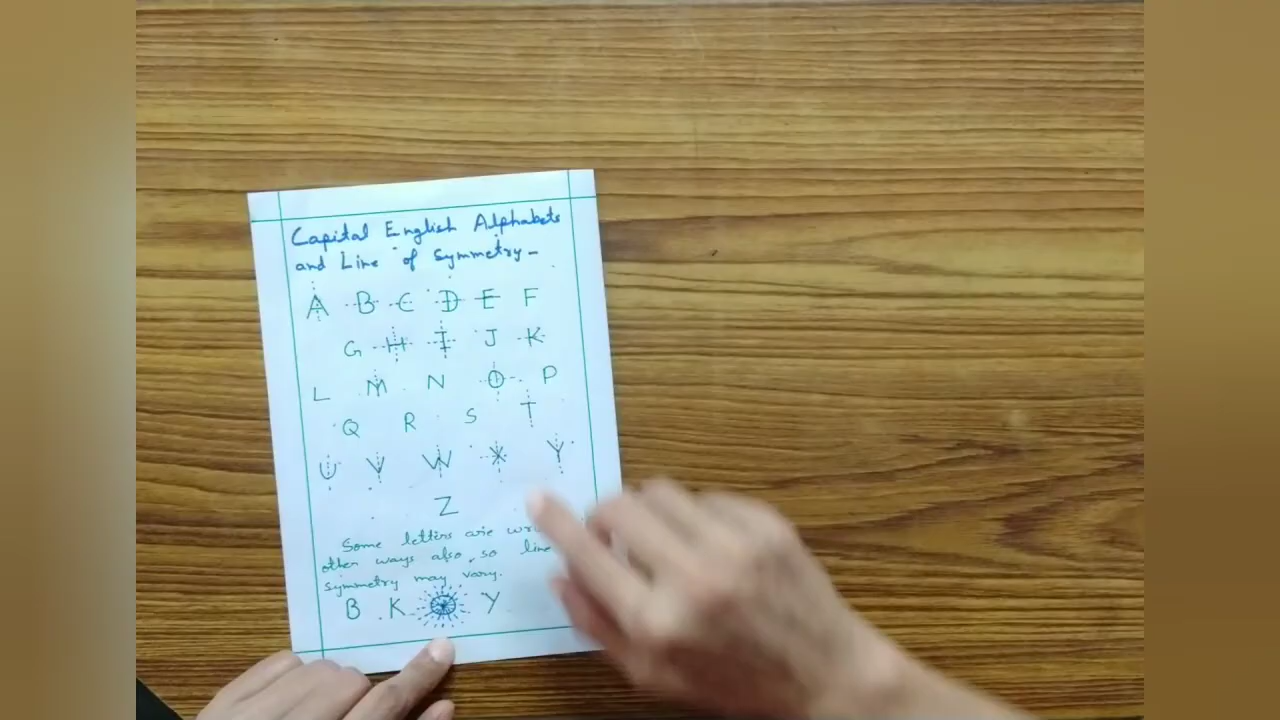 Capital English Alphabets
and Line of Symmetry-
A B C D E F
G H I J K
L M N O P
Q R S T
U V W X Y
Z
Some letters are
other ways also, so line
symmetry may vary.
B K Y